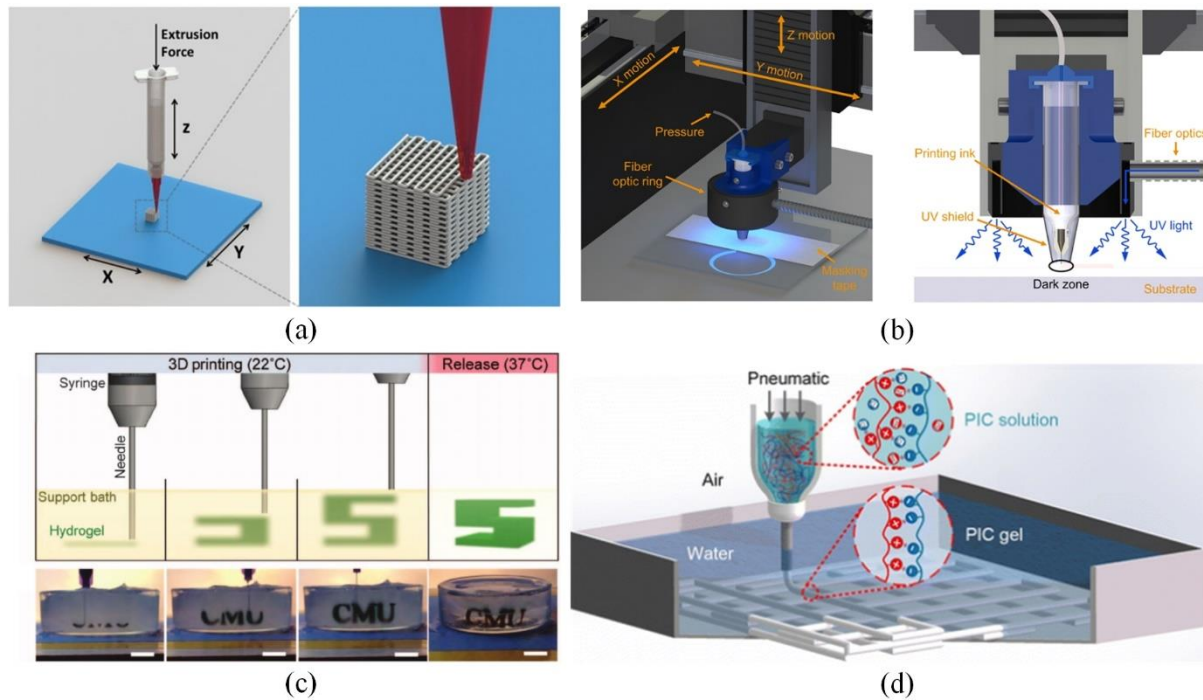 Extrusion
Force
Z
X
Y
(a)
Z motion
X motion
Y motion
Pressure
Fiber
optic ring
Masking
tape
Fiber optics
Printing ink
UV shield
UV light
Dark zone
Substrate
(b)
3D printing (22°C)
Release (37°C)
Syringe
Needle
Support bath
Hydrogel
CMU
CMU
CMU
CMU
(c)
Pneumatic
PIC solution
Air
PIC gel
Water
(d)